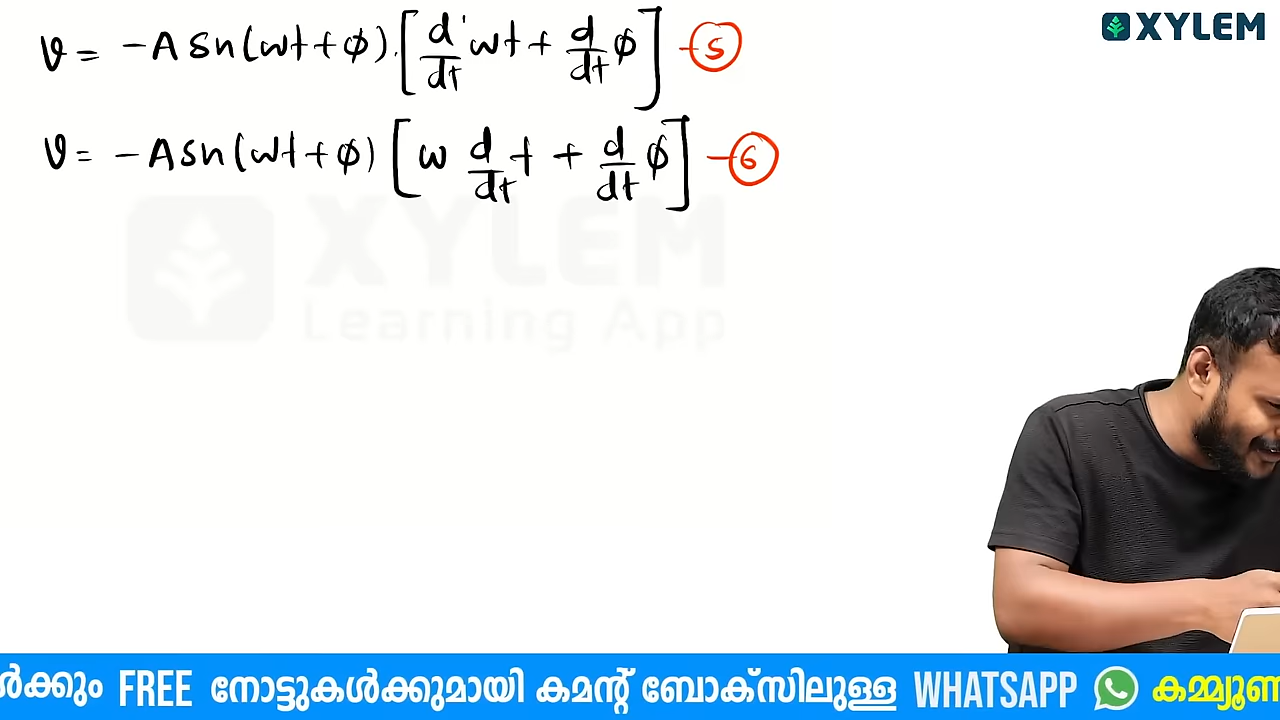 XYLEM
v = -A sn(ωt+ϕ). [d/dt ωt + d/dt ϕ] -5
v = -A sn(ωt+ϕ) [ω d/dt t + d/dt ϕ] -6
XYLEM
Learning App
ൾക്കും FREE നോട്ടുകൾക്കുമായി കമന്റ് ബോക്സിലുള്ള WHATSAPP കമ്മ്യൂണ